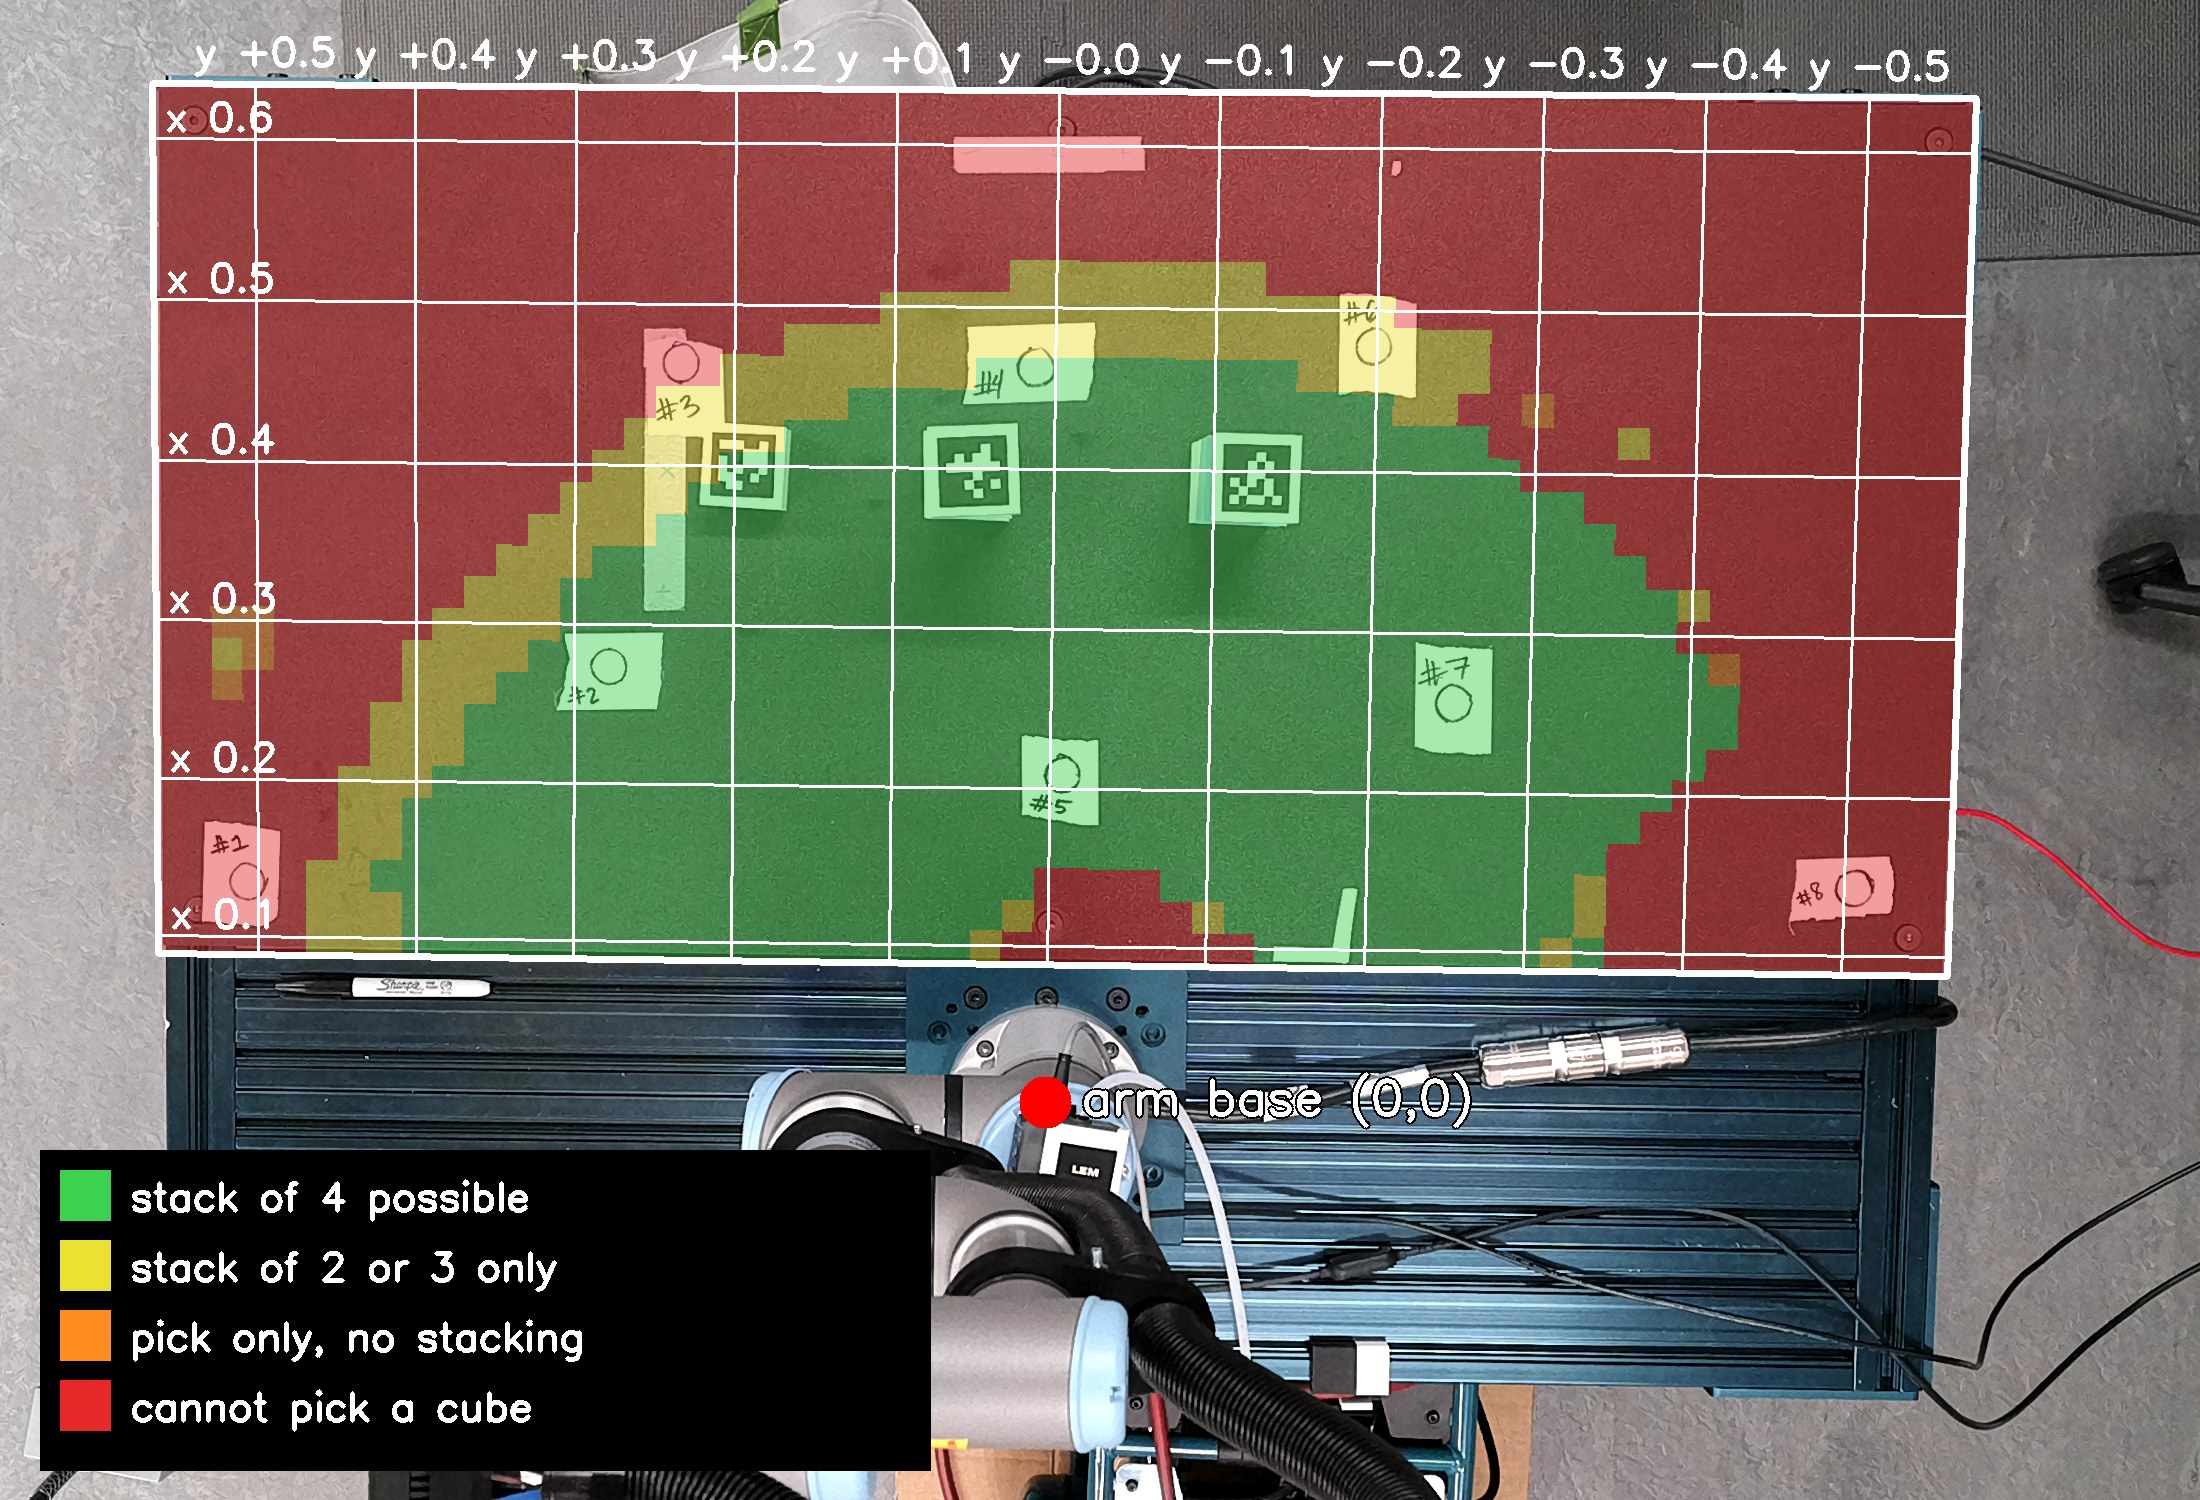 y +0.5 y +0.4 y +0.3 y +0.2 y +0.1 y -0.0 y -0.1 y -0.2 y -0.3 y -0.4 y -0.5
x 0.6
x 0.5
#6
#4
#3
x 0.4
x 0.3
#7
#2
x 0.2
#5
#1
#8
x 0.1
Sharpie
arm base (0,0)
LEM
stack of 4 possible
stack of 2 or 3 only
pick only, no stacking
cannot pick a cube